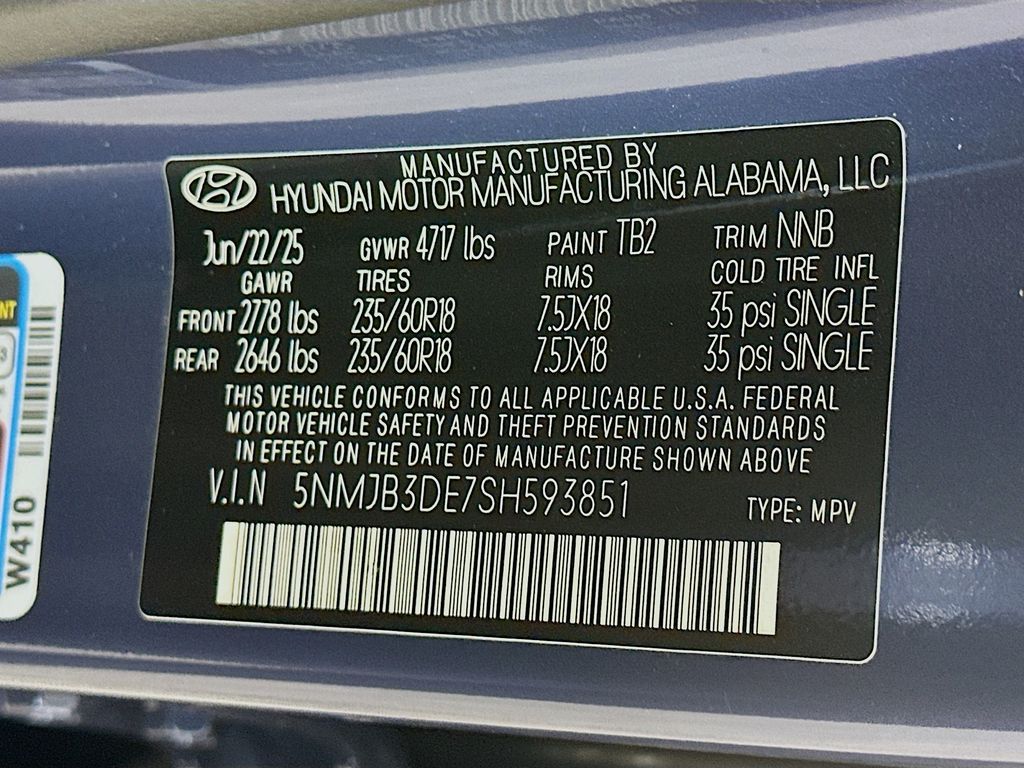 MANUFACTURED BY
HYUNDAI MOTOR MANUFACTURING ALABAMA, LLC
Jun/22/25 GVWR 4717 lbs PAINT TB2 TRIM NNB
GAWR TIRES RIMS COLD TIRE INFL
FRONT 2778 lbs 235/60R18 7.5JX18 35 psi SINGLE
REAR 2646 lbs 235/60R18 7.5JX18 35 psi SINGLE
THIS VEHICLE CONFORMS TO ALL APPLICABLE U.S.A. FEDERAL
MOTOR VEHICLE SAFETY AND THEFT PREVENTION STANDARDS
IN EFFECT ON THE DATE OF MANUFACTURE SHOWN ABOVE
V.I.N 5NMJB3DE7SH593851 TYPE: MPV
W410